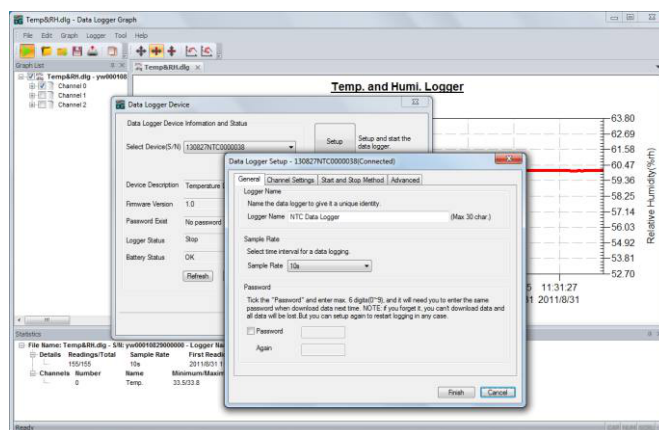 Temp&RH.dlg - Data Logger Graph
File Edit Graph Logger Tool Help
Graph List
Temp&RH.dlg
Temp&RH.dlg - yw000108
Channel 0
Channel 1
Channel 2
Temp. and Humi. Logger
63.80
62.69
61.58
60.47
59.36
58.25
57.14
56.03
54.92
53.81
52.70
Relative Humidity(%rh)
11:31:27
2011/8/31
Data Logger Device
Data Logger Device Information and Status
Select Device(S/N) 130827NTC0000038
Setup
Setup and start the
data logger.
Device Description Temperature
Firmware Version 1.0
Password Exist No password
Logger Status Stop
Battery Status OK
Refresh
Data Logger Setup - 130827NTC0000038(Connected)
General Channel Settings Start and Stop Method Advanced
Logger Name
Name the data logger to give it a unique identity.
Logger Name NTC Data Logger (Max 30 char.)
Sample Rate
Select time interval for a data logging.
Sample Rate 10s
Password
Tick the "Password" and enter max. 6 digits(0~9), and it will need you to enter the same
password when download data next time. NOTE: if you forget it, you can't download data and
all data will be lost. But you can setup again to restart logging in any case.
Password
Again
Finish Cancel
Statistics
File Name: Temp&RH.dlg - S/N: yw00010829000000 - Logger Na
Details Readings/Total Sample Rate First Readi
155/155 10s 2011/8/31 1
Channels Number Name Minimum/Maxim
0 Temp. 33.5/33.8
Ready